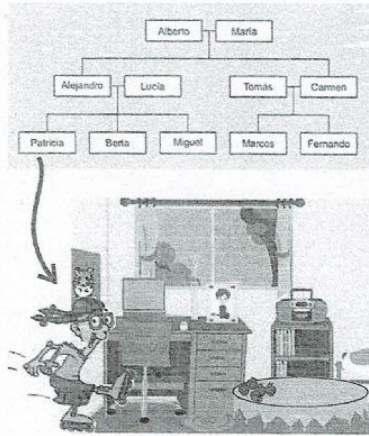 Alberto María
Alejandro Lucía Tomás Carmen
Patricia Berta Miguel Marcos Fernando